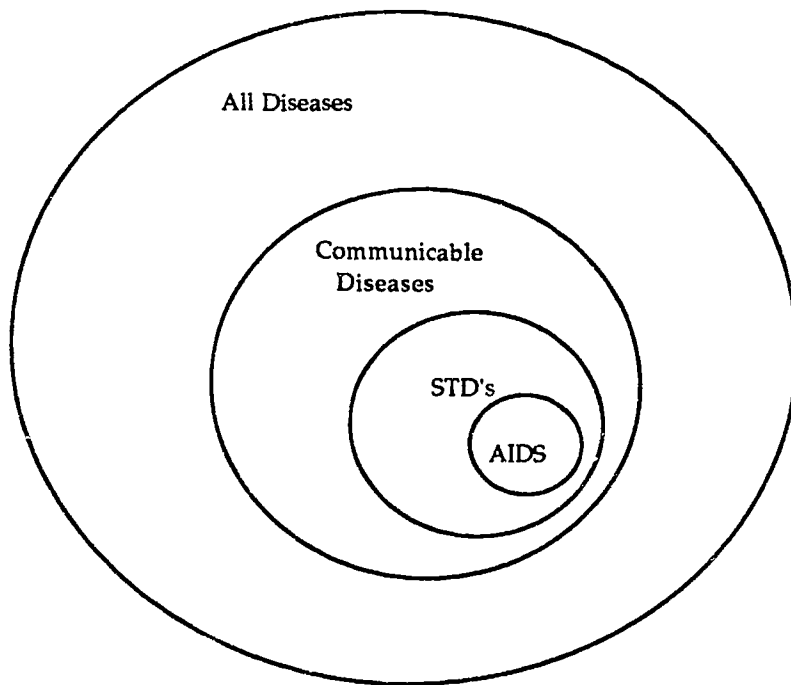 All Diseases
Communicable
Diseases
STD's
AIDS